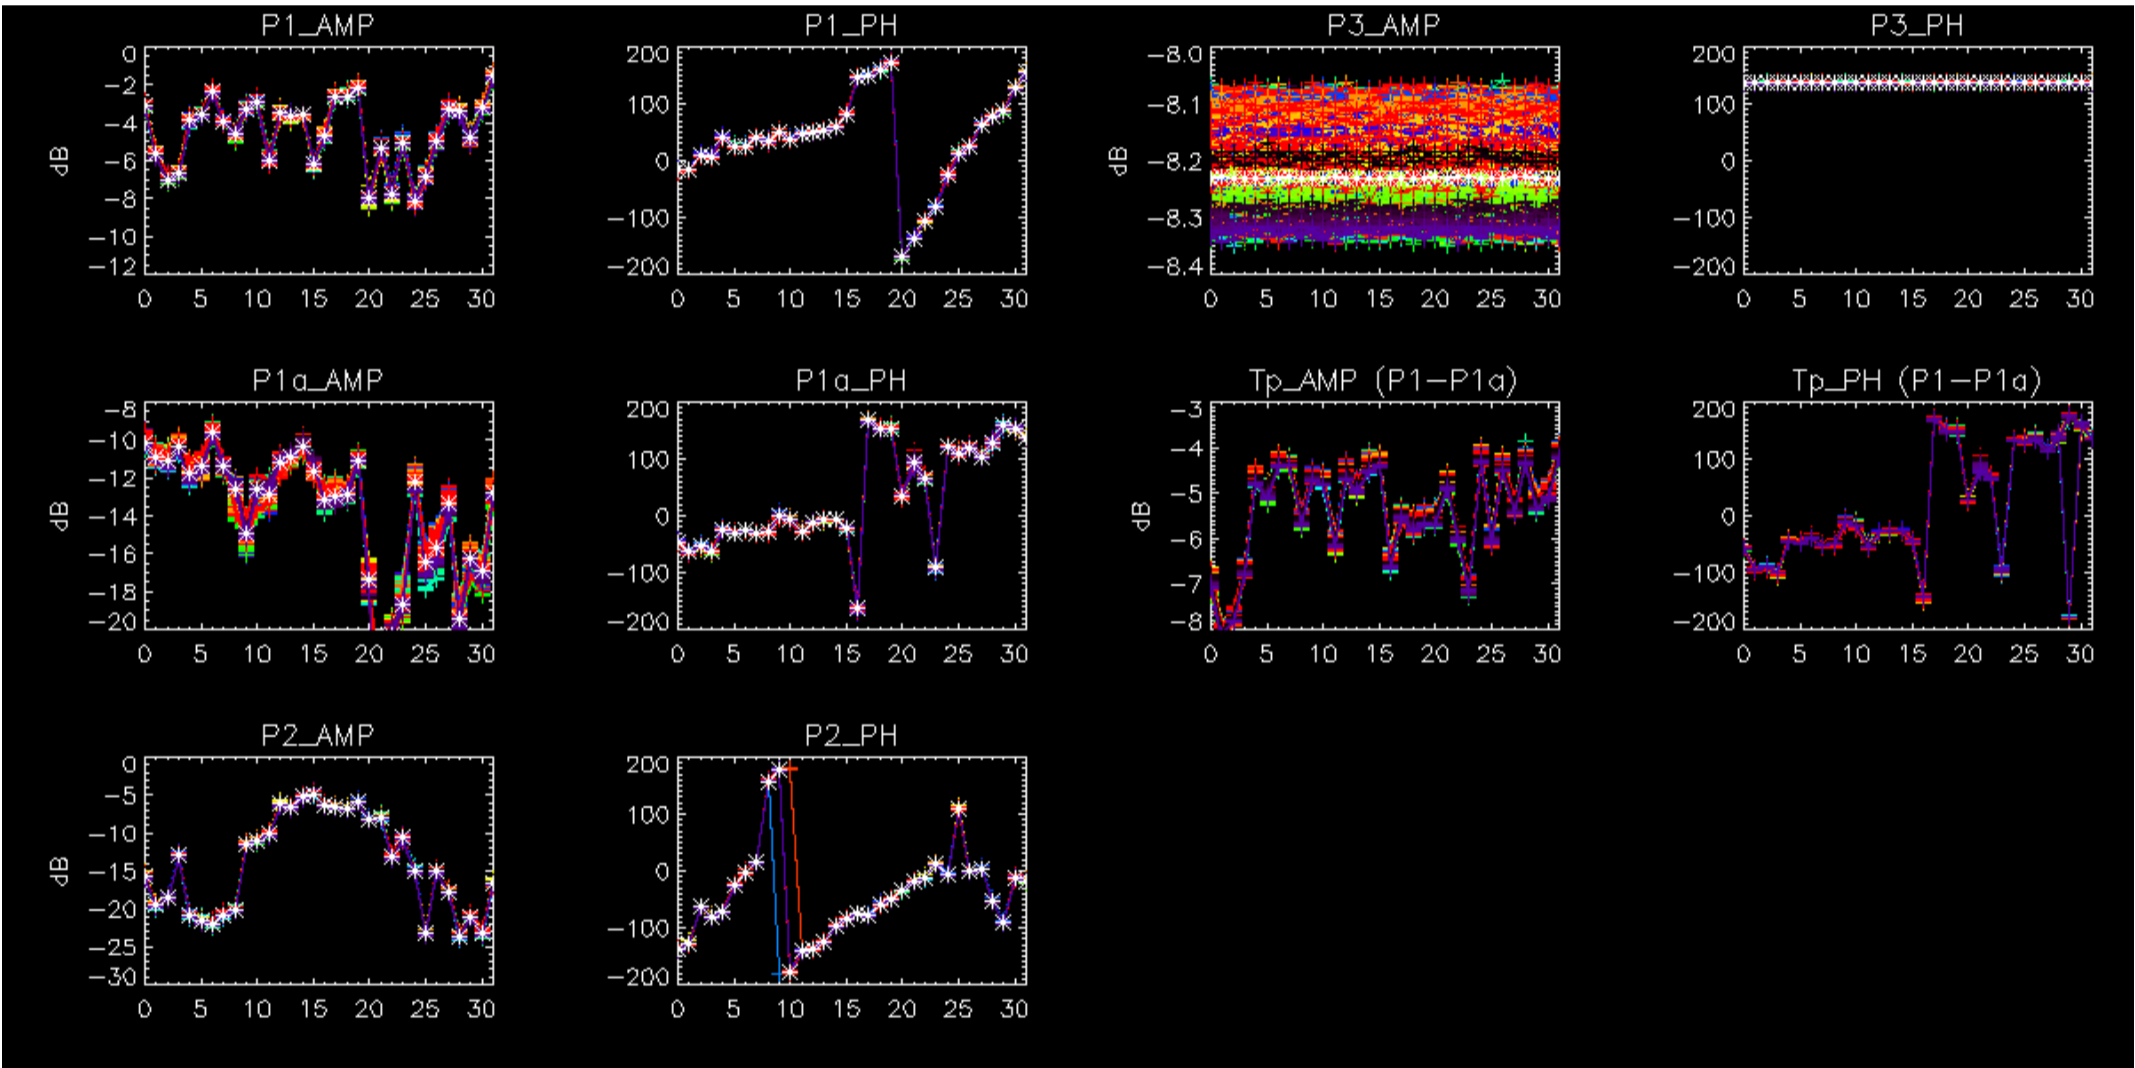 P1_AMP
0
-2
-4
-6
-8
-10
-12
dB
0 5 10 15 20 25 30
P1_PH
200
100
0
-100
-200
0 5 10 15 20 25 30
P3_AMP
-8.0
-8.1
-8.2
-8.3
-8.4
dB
0 5 10 15 20 25 30
P3_PH
200
100
0
-100
-200
0 5 10 15 20 25 30
P1a_AMP
-8
-10
-12
-14
-16
-18
-20
dB
0 5 10 15 20 25 30
P1a_PH
200
100
0
-100
-200
0 5 10 15 20 25 30
Tp_AMP (P1-P1a)
-3
-4
-5
-6
-7
-8
dB
0 5 10 15 20 25 30
Tp_PH (P1-P1a)
200
100
0
-100
-200
0 5 10 15 20 25 30
P2_AMP
0
-5
-10
-15
-20
-25
-30
dB
0 5 10 15 20 25 30
P2_PH
200
100
0
-100
-200
0 5 10 15 20 25 30